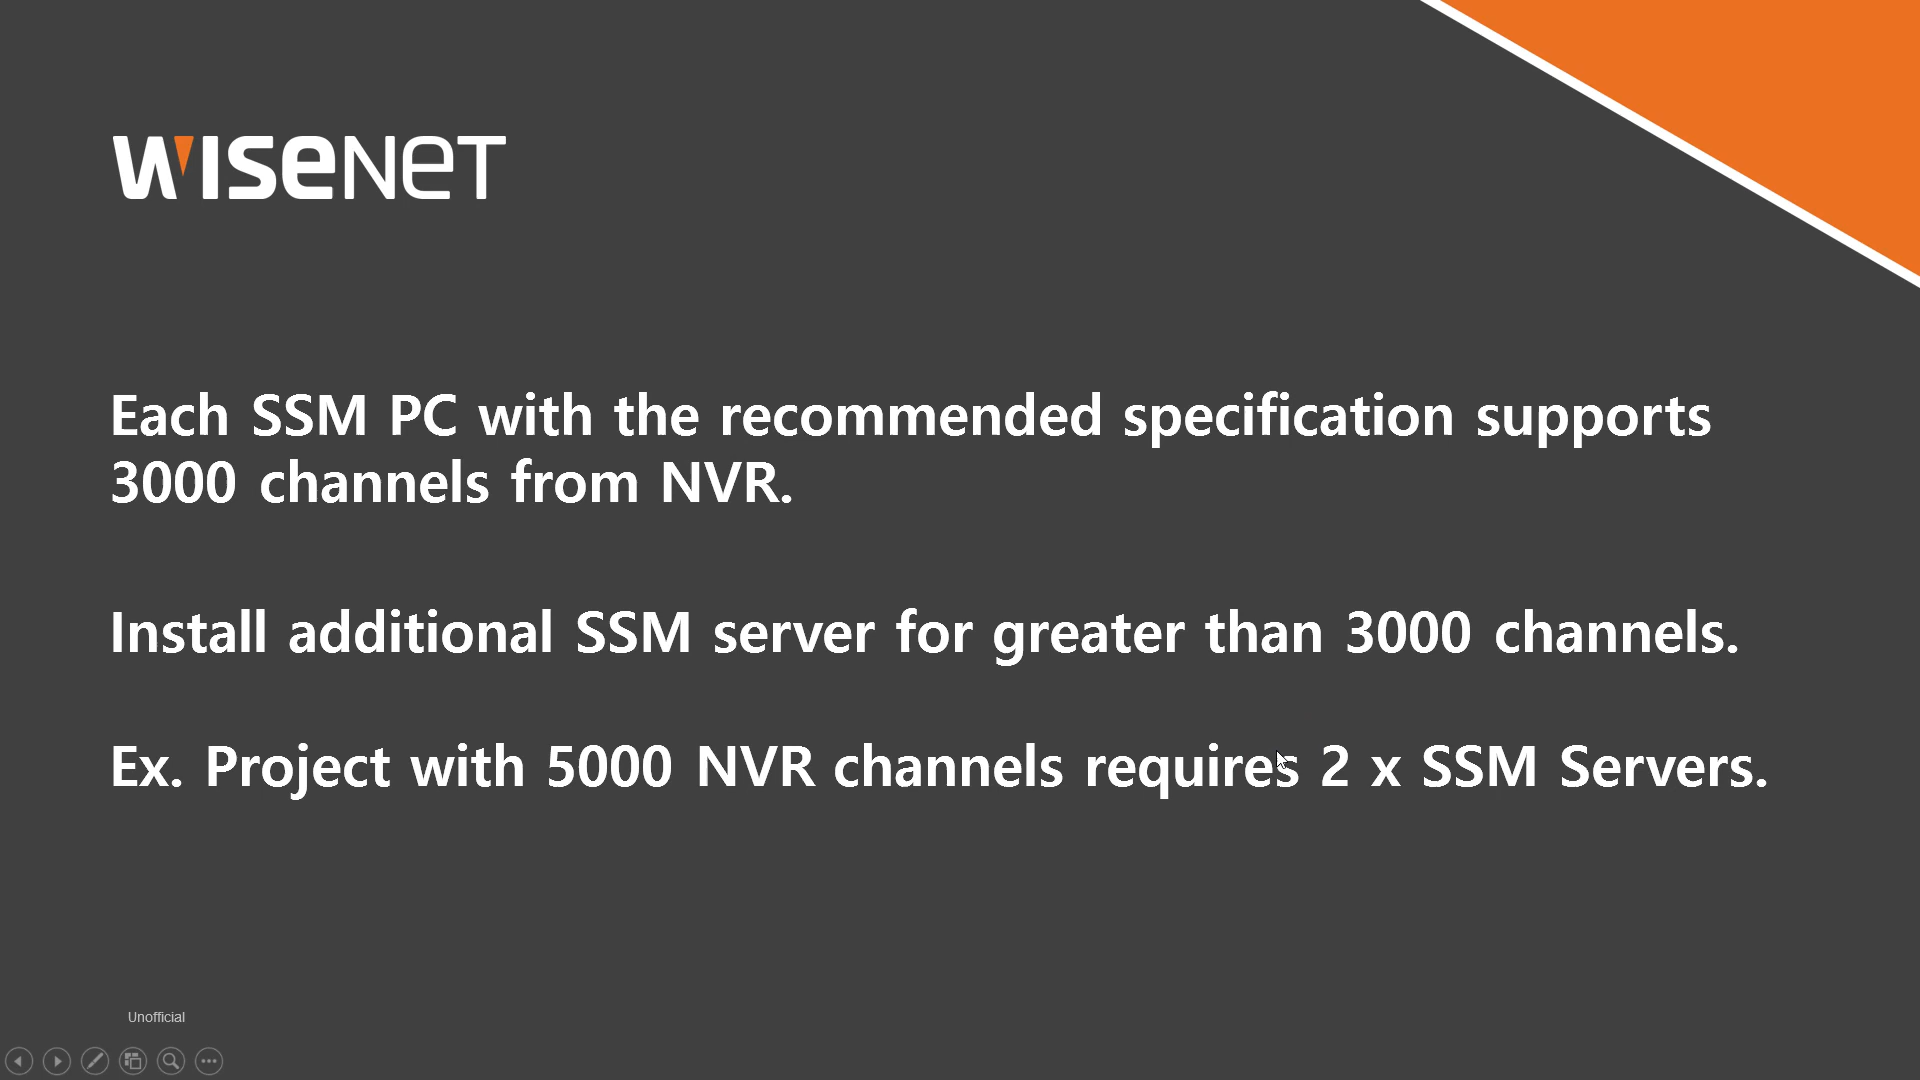 WISENET
Each SSM PC with the recommended specification supports
3000 channels from NVR.
Install additional SSM server for greater than 3000 channels.
Ex. Project with 5000 NVR channels requires 2 x SSM Servers.
Unofficial